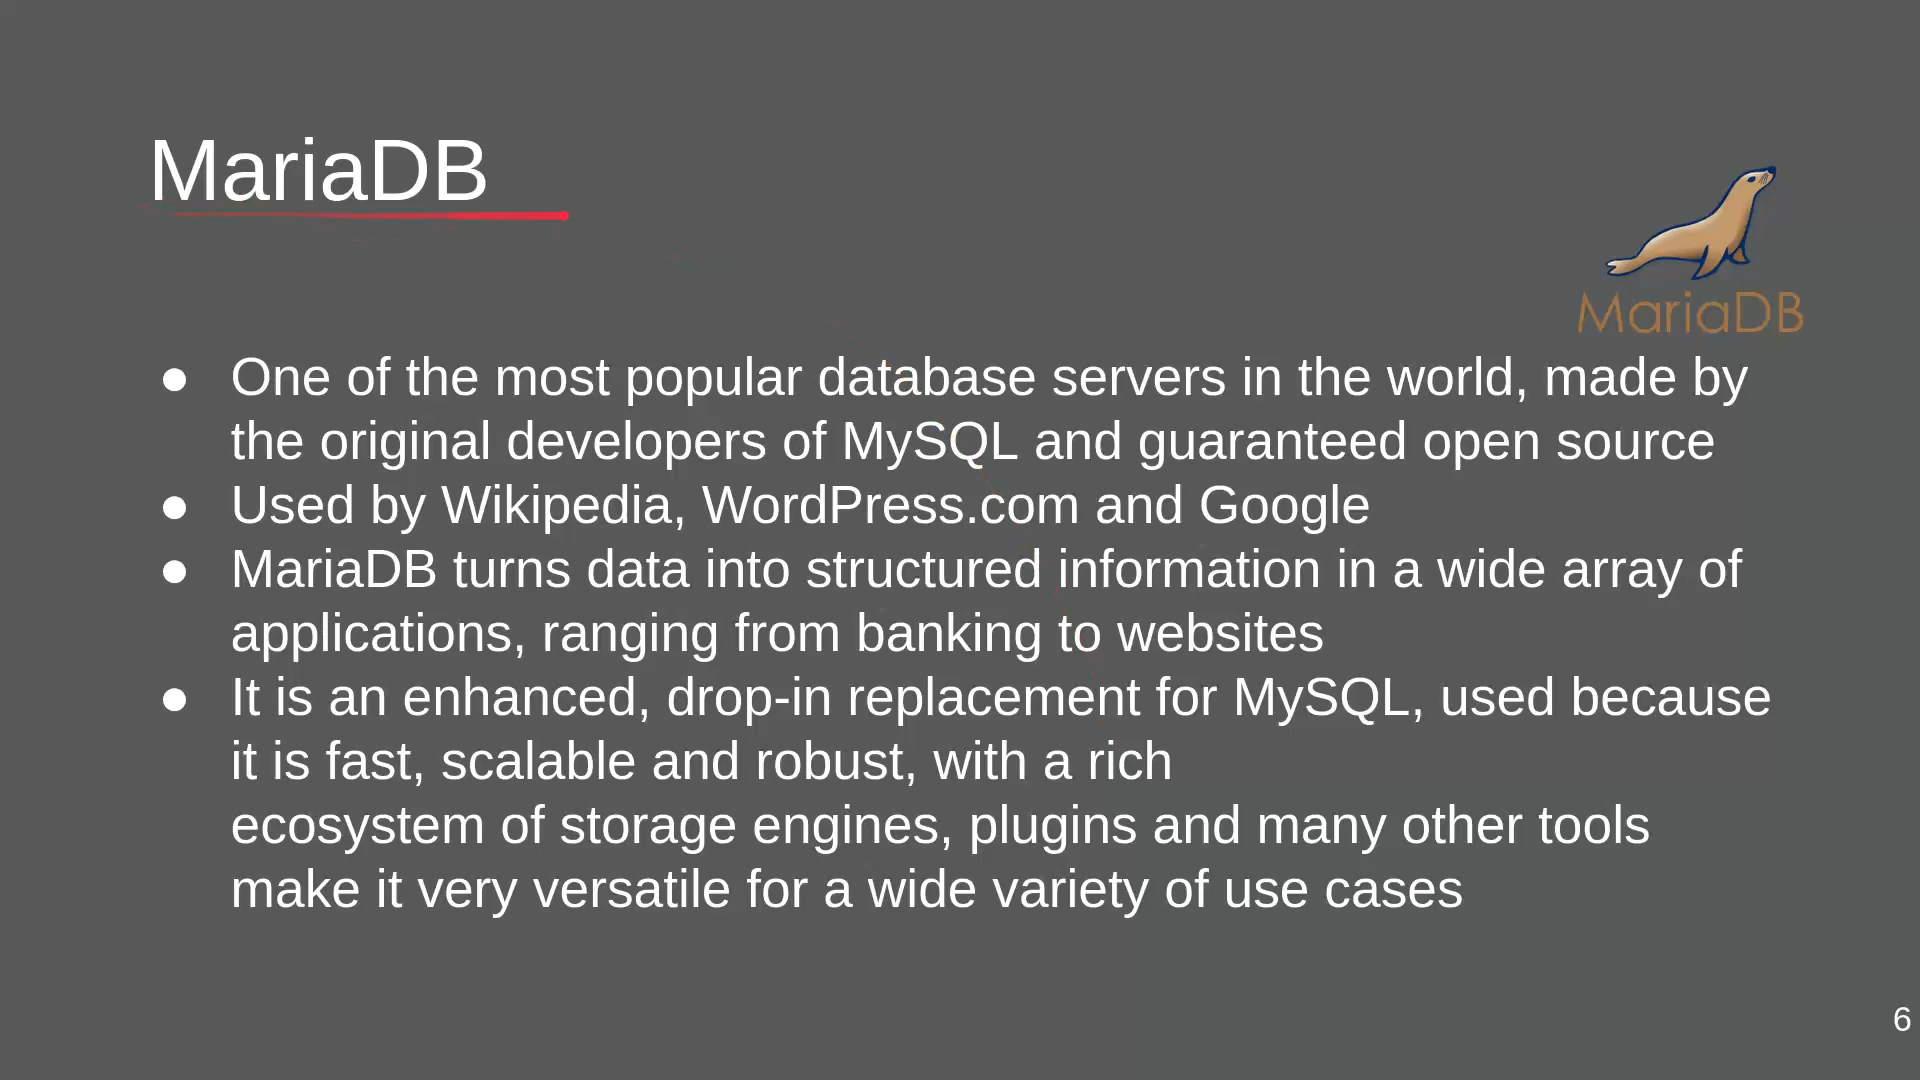 MariaDB
MariaDB
● One of the most popular database servers in the world, made by
the original developers of MySQL and guaranteed open source
● Used by Wikipedia, WordPress.com and Google
● MariaDB turns data into structured information in a wide array of
applications, ranging from banking to websites
● It is an enhanced, drop-in replacement for MySQL, used because
it is fast, scalable and robust, with a rich
ecosystem of storage engines, plugins and many other tools
make it very versatile for a wide variety of use cases
6